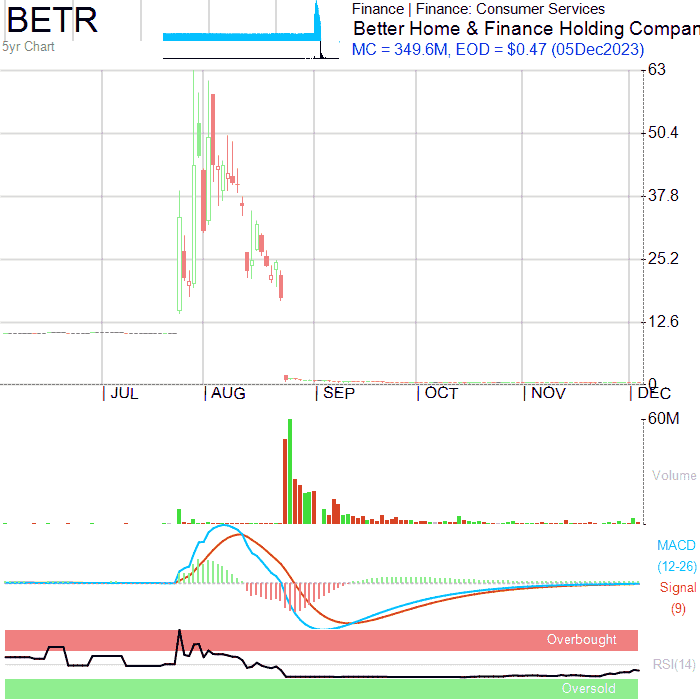 BETR
5yr Chart
Finance | Finance: Consumer Services
Better Home & Finance Holding Compan
MC = 349.6M, EOD = $0.47 (05Dec2023)
63
50.4
37.8
25.2
12.6
0
JUL AUG SEP OCT NOV DEC
60M
Volume
MACD
(12-26)
Signal
(9)
Overbought
RSI(14)
Oversold